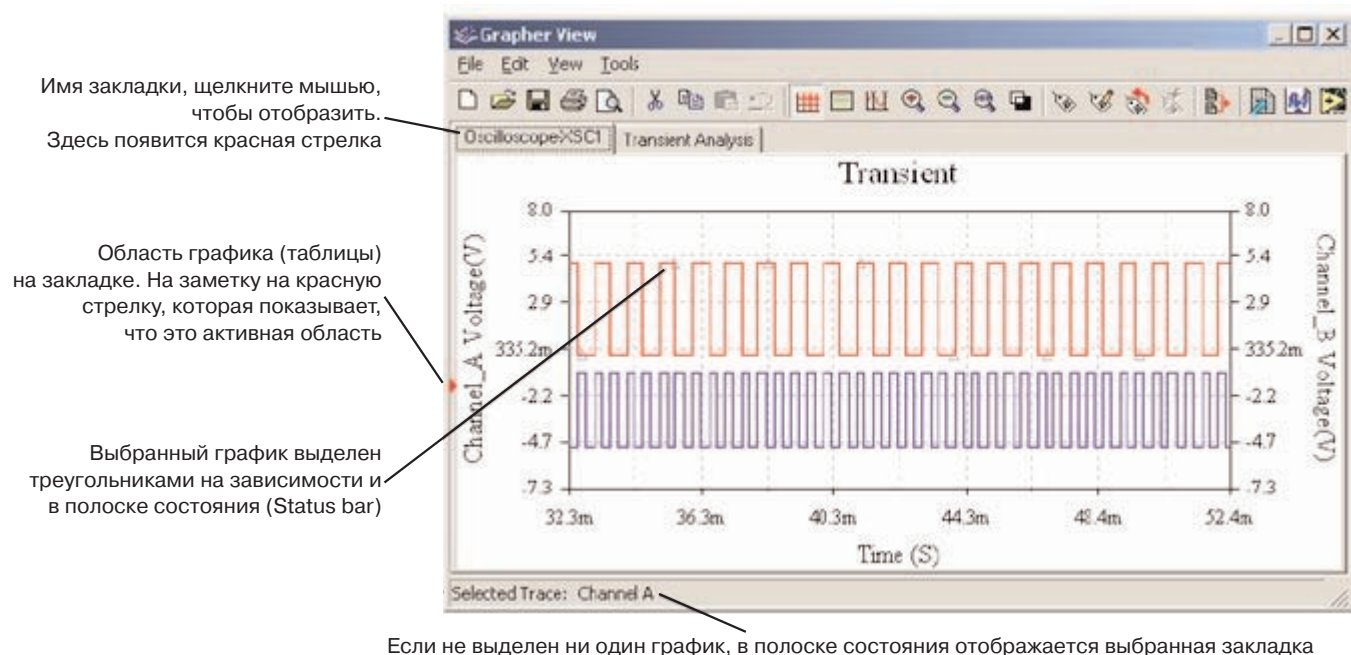 Grapher View
File Edit View Tools
Имя закладки, щелкните мышью,
чтобы отобразить.
Здесь появится красная стрелка
Oscilloscope-XSC1
Transient Analysis
Transient
Область графика (таблицы)
на закладке. На заметку на красную
стрелку, которая показывает,
что это активная область
Выбранный график выделен
треугольниками на зависимости и
в полоске состояния (Status bar)
Channel_A Voltage(V)
8.0
5.4
2.9
335.2m
-2.2
-4.7
-7.3
8.0
5.4
2.9
335.2m
-2.2
-4.7
-7.3
Channel_B Voltage(V)
32.3m 36.3m 40.3m 44.3m 48.4m 52.4m
Time (S)
Selected Trace: Channel A
Если не выделен ни один график, в полоске состояния отображается выбранная закладка